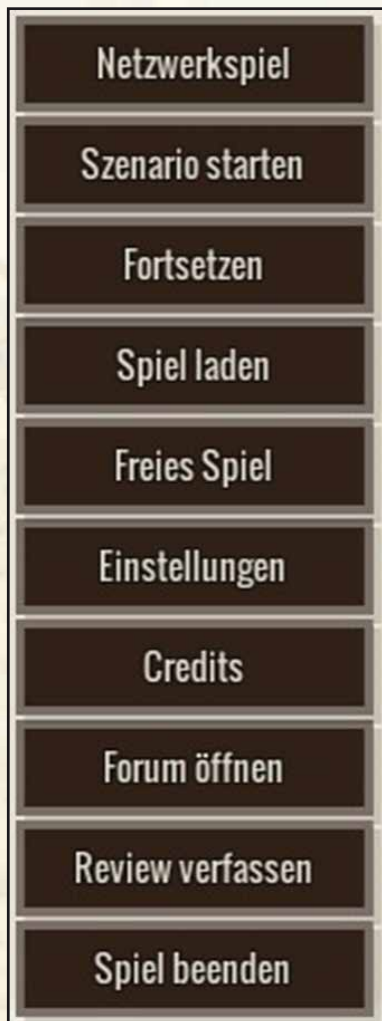 Netzwerkspiel
Szenario starten
Fortsetzen
Spiel laden
Freies Spiel
Einstellungen
Credits
Forum öffnen
Review verfassen
Spiel beenden